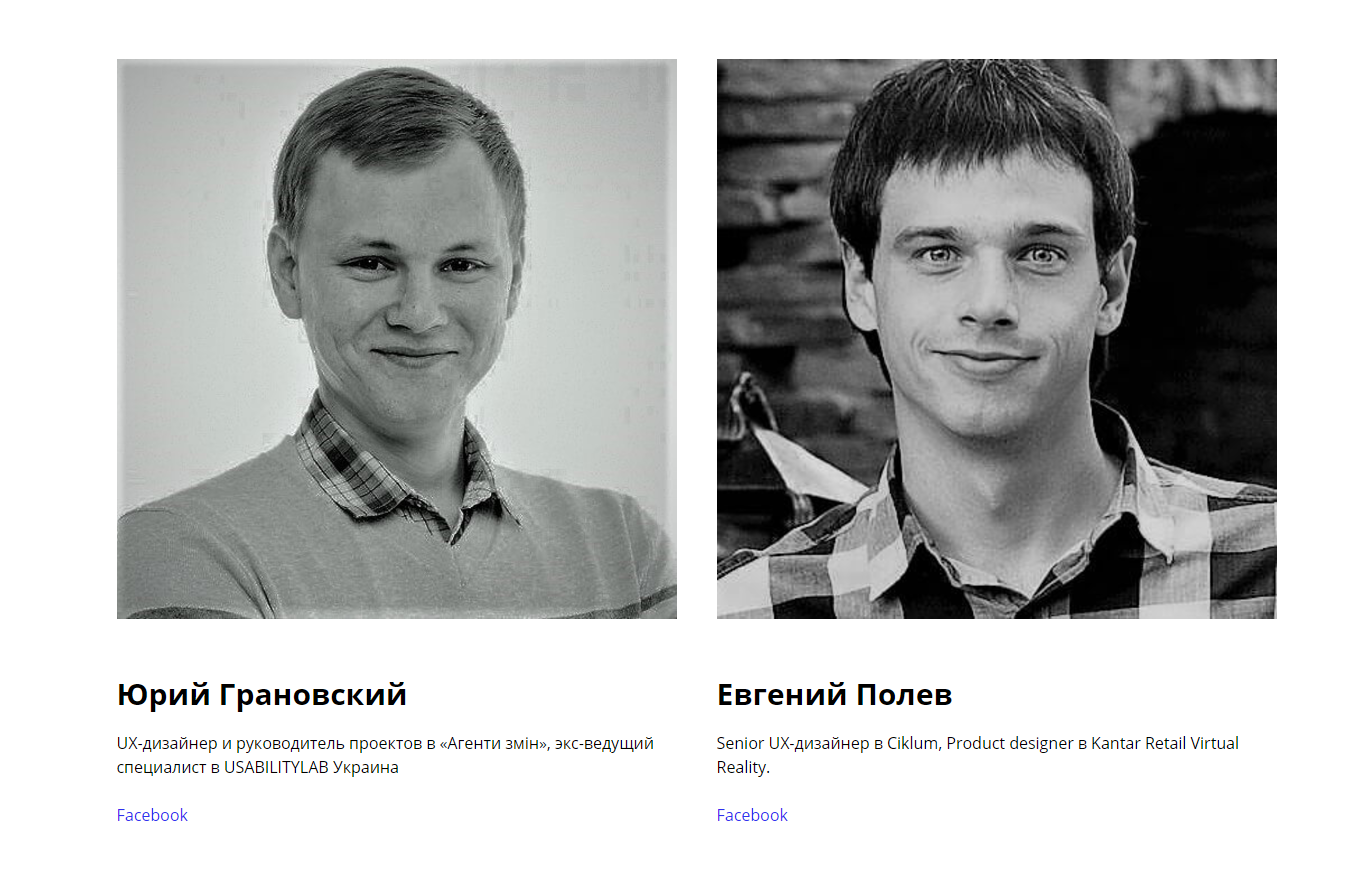 Юрий Грановский
UX-дизайнер и руководитель проектов в «Агенти змін», экс-ведущий
специалист в USABILITYLAB Украина
Facebook
Евгений Полев
Senior UX-дизайнер в Ciklum, Product designer в Kantar Retail Virtual
Reality.
Facebook